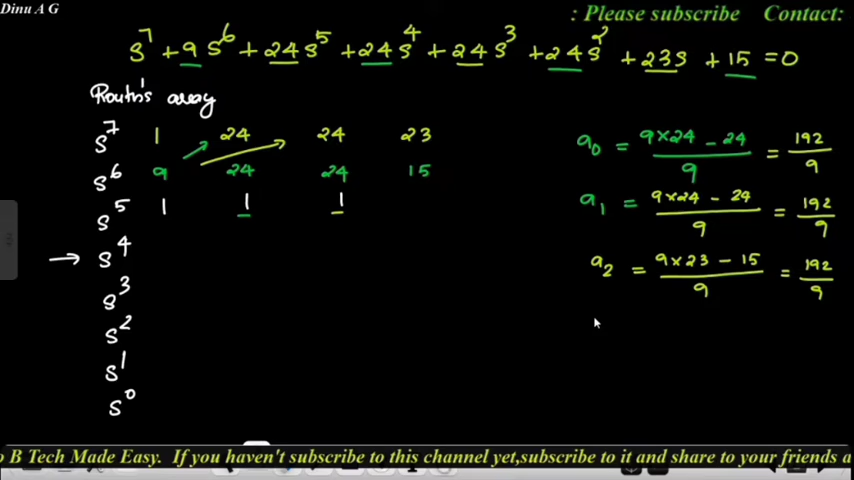 Dinu A G
: Please subscribe Contact:
s⁷ + 9s⁶ + 24s⁵ + 24s⁴ + 24s³ + 24s² + 23s + 15 = 0
Routh's array
s⁷ 1 24 24 23
s⁶ 9 24 24 15
s⁵ 1 1 1
→ s⁴
s³
s²
s¹
s⁰
a₀ = (9×24 – 24)/9 = 192/9
a₁ = (9×24 – 24)/9 = 192/9
a₂ = (9×23 – 15)/9 = 192/9
o B Tech Made Easy. If you haven't subscribe to this channel yet,subscribe to it and share to your friends a